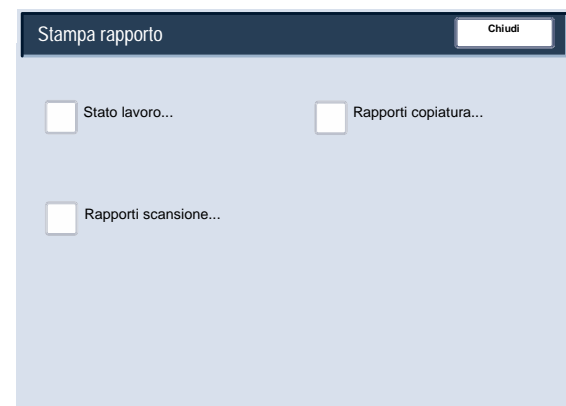 Stampa rapporto
Chiudi
Stato lavoro...
Rapporti copiatura...
Rapporti scansione...